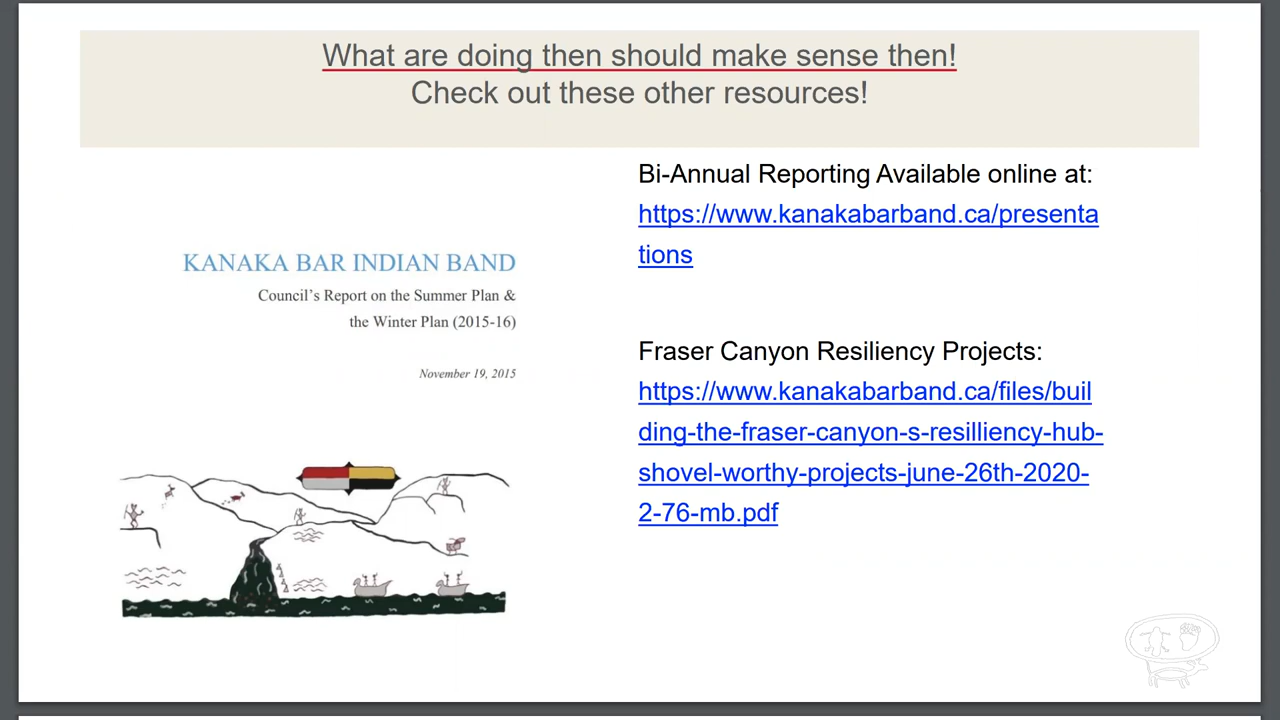 What are doing then should make sense then!
Check out these other resources!
KANAKA BAR INDIAN BAND
Council's Report on the Summer Plan &
the Winter Plan (2015-16)
November 19, 2015
Bi-Annual Reporting Available online at:
https://www.kanakabarband.ca/presenta
tions
Fraser Canyon Resiliency Projects:
https://www.kanakabarband.ca/files/buil
ding-the-fraser-canyon-s-resilliency-hub-
shovel-worthy-projects-june-26th-2020-
2-76-mb.pdf